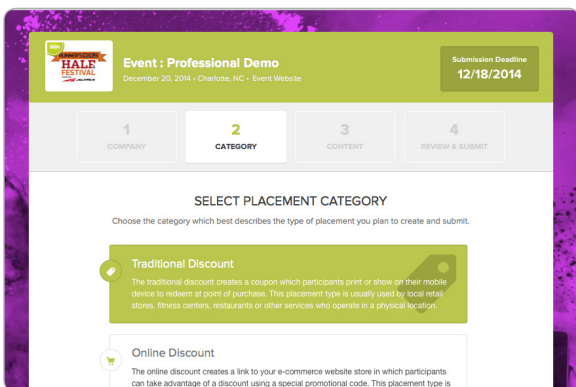 RUNNER'S WORLD
HALF
FESTIVAL
ALTRA
Event : Professional Demo
December 20, 2014 • Charlotte, NC • Event Website
Submission Deadline
12/18/2014
1
COMPANY
2
CATEGORY
3
CONTENT
4
REVIEW & SUBMIT
SELECT PLACEMENT CATEGORY
Choose the category which best describes the type of placement you plan to create and submit.
Traditional Discount
The traditional discount creates a coupon which participants print or show on their mobile
device to redeem at point of purchase. This placement type is usually used by local retail
stores, fitness centers, restaurants or other services who operate in a physical location.
Online Discount
The online discount creates a link to your e-commerce website store in which participants
can take advantage of a discount using a special promotional code. This placement type is